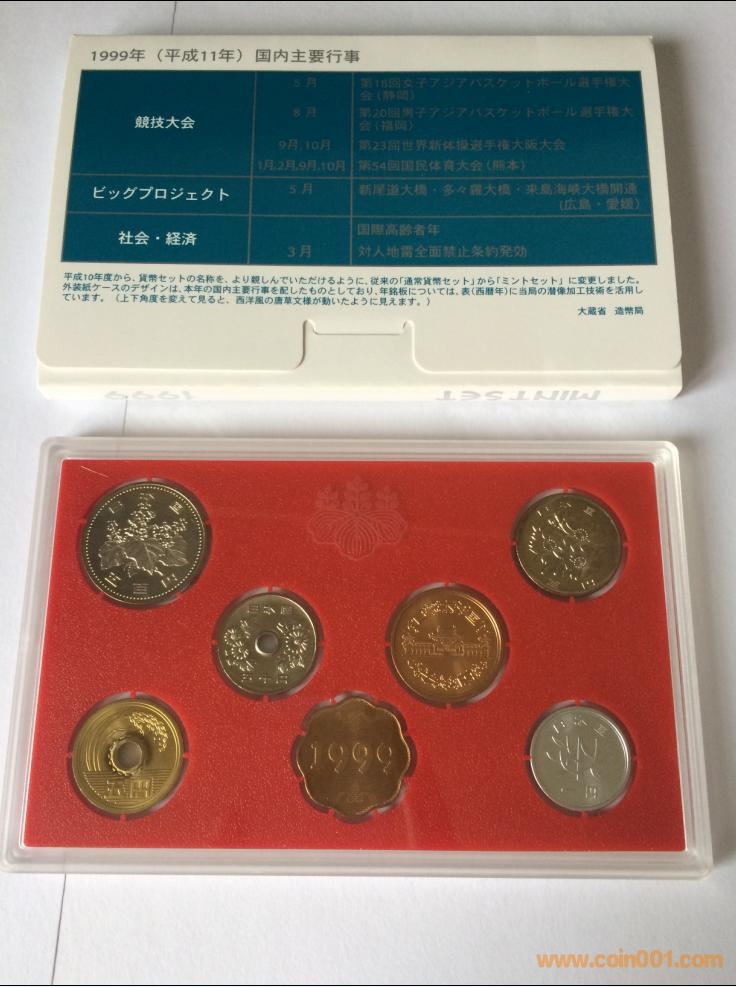 1999年（平成11年）国内主要行事
競技大会
5月 第18回女子アジアバスケットボール選手権大会（静岡）
8月 第20回男子アジアバスケットボール選手権大会（福岡）
9月,10月 第23回世界新体操選手権大阪大会
1月,2月,9月,10月 第54回国民体育大会（熊本）
ビッグプロジェクト 5月 新尾道大橋・多々羅大橋・来島海峡大橋開通
（広島・愛媛）
社会・経済 国際高齢者年
3月 対人地雷全面禁止条約発効
平成10年度から、貨幣セットの名称を、より親しんでいただけるように、従来の「通常貨幣セット」から「ミントセット」に変更しました。
外装紙ケースのデザインは、本年の国内主要行事を配したものとしており、年銘板については、表（西暦年）に当局の潜像加工技術を活用し
ています。（上下角度を変えて見ると、西洋風の唐草文様が動いたように見えます。）
大蔵省 造幣局
1999 MINT SET
日本国
五百円
日本国
百円
日本国
五十円
日本国
五円
1999
日本国
一円
www.coin001.com